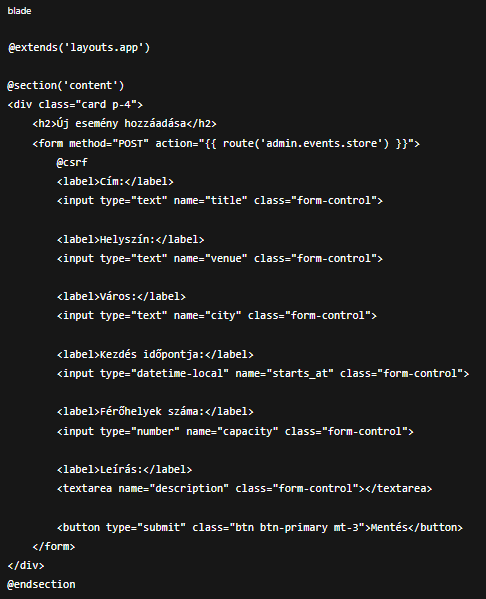 blade
@extends('layouts.app')
@section('content')
<div class="card p-4">
    <h2>Új esemény hozzáadása</h2>
    <form method="POST" action="{{ route('admin.events.store') }}">
        @csrf
        <label>Cím:</label>
        <input type="text" name="title" class="form-control">
        <label>Helyszín:</label>
        <input type="text" name="venue" class="form-control">
        <label>Város:</label>
        <input type="text" name="city" class="form-control">
        <label>Kezdés időpontja:</label>
        <input type="datetime-local" name="starts_at" class="form-control">
        <label>Férőhelyek száma:</label>
        <input type="number" name="capacity" class="form-control">
        <label>Leírás:</label>
        <textarea name="description" class="form-control"></textarea>
        <button type="submit" class="btn btn-primary mt-3">Mentés</button>
    </form>
</div>
@endsection